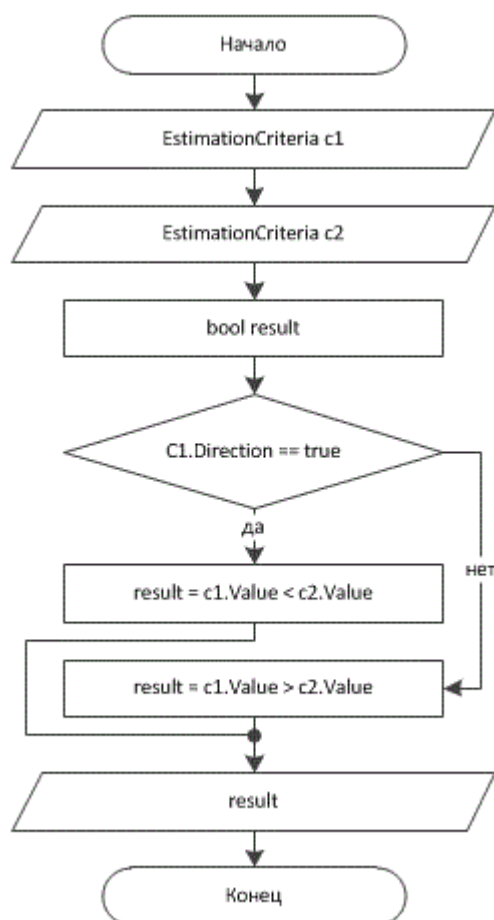 Начало
EstimationCriteria c1
EstimationCriteria c2
bool result
C1.Direction == true
да
нет
result = c1.Value < c2.Value
result = c1.Value > c2.Value
result
Конец